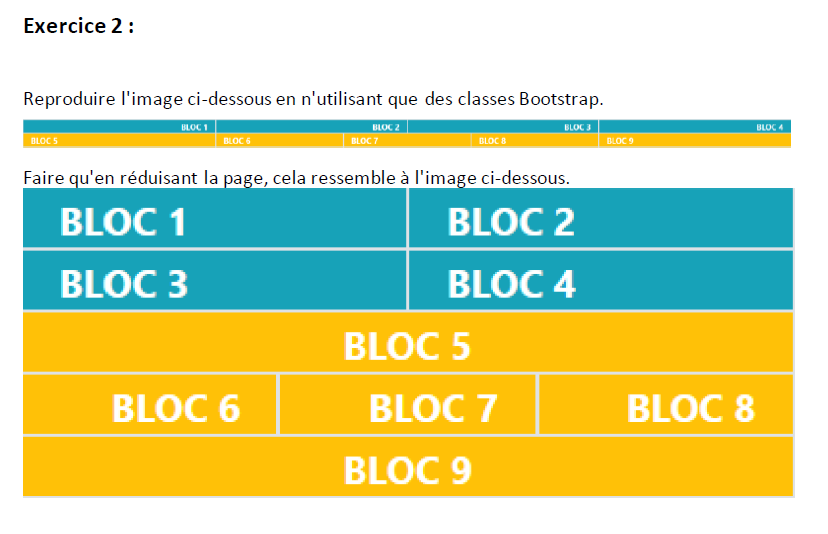 Exercice 2 :
Reproduire l'image ci-dessous en n'utilisant que des classes Bootstrap.
BLOC 1 BLOC 2 BLOC 3 BLOC 4
BLOC 5 BLOC 6 BLOC 7 BLOC 8 BLOC 9
Faire qu'en réduisant la page, cela ressemble à l'image ci-dessous.
BLOC 1 BLOC 2
BLOC 3 BLOC 4
BLOC 5
BLOC 6 BLOC 7 BLOC 8
BLOC 9